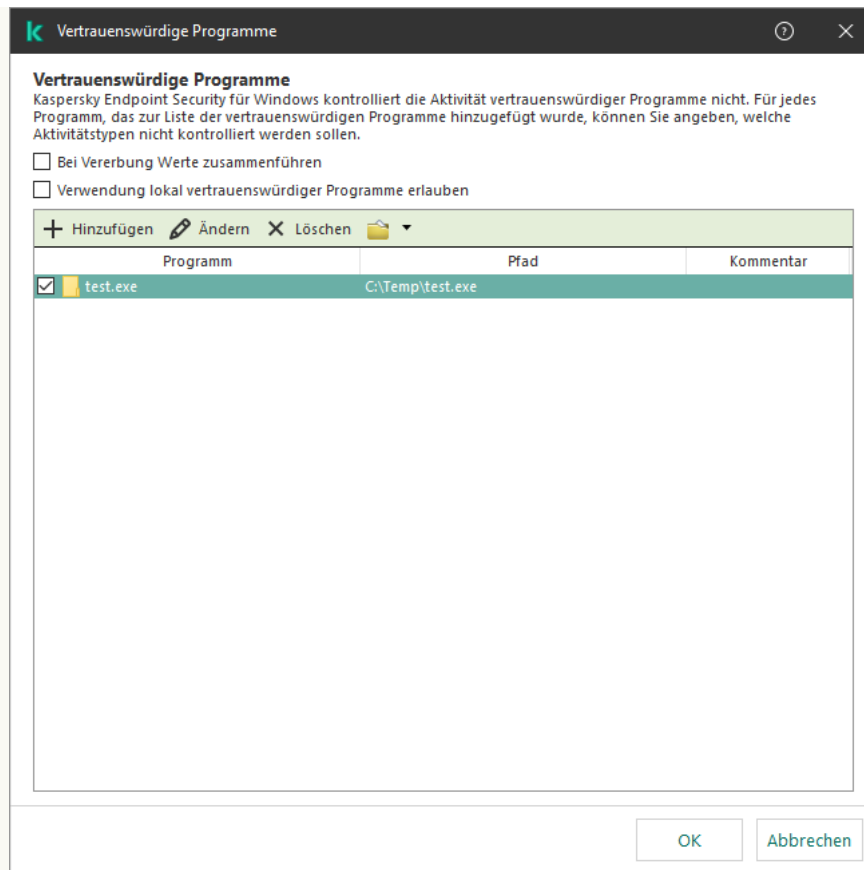 Vertrauenswürdige Programme
Vertrauenswürdige Programme
Kaspersky Endpoint Security für Windows kontrolliert die Aktivität vertrauenswürdiger Programme nicht. Für jedes
Programm, das zur Liste der vertrauenswürdigen Programme hinzugefügt wurde, können Sie angeben, welche
Aktivitätstypen nicht kontrolliert werden sollen.
Bei Vererbung Werte zusammenführen
Verwendung lokal vertrauenswürdiger Programme erlauben
Hinzufügen Ändern Löschen
Programm Pfad Kommentar
test.exe C:\Temp\test.exe
OK Abbrechen